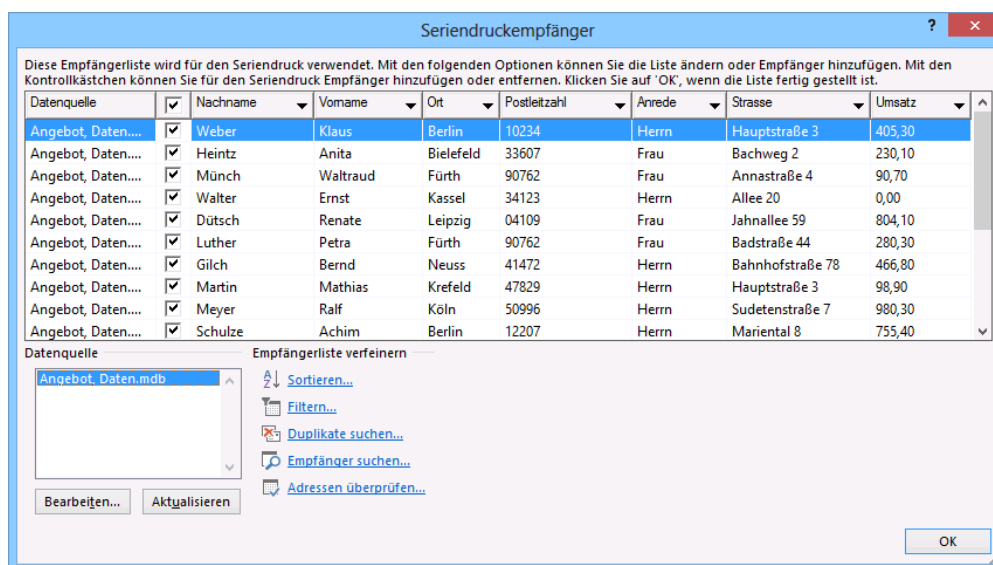 Seriendruckempfänger
?
Diese Empfängerliste wird für den Seriendruck verwendet. Mit den folgenden Optionen können Sie die Liste ändern oder Empfänger hinzufügen. Mit den
Kontrollkästchen können Sie für den Seriendruck Empfänger hinzufügen oder entfernen. Klicken Sie auf 'OK', wenn die Liste fertig gestellt ist.
Datenquelle Nachname Vorname Ort Postleitzahl Anrede Strasse Umsatz
Angebot, Daten.... Weber Klaus Berlin 10234 Herrn Hauptstraße 3 405,30
Angebot, Daten.... Heintz Anita Bielefeld 33607 Frau Bachweg 2 230,10
Angebot, Daten.... Münch Waltraud Fürth 90762 Frau Annastraße 4 90,70
Angebot, Daten.... Walter Ernst Kassel 34123 Herrn Allee 20 0,00
Angebot, Daten.... Dütsch Renate Leipzig 04109 Frau Jahnallee 59 804,10
Angebot, Daten.... Luther Petra Fürth 90762 Frau Badstraße 44 280,30
Angebot, Daten.... Gilch Bernd Neuss 41472 Herrn Bahnhofstraße 78 466,80
Angebot, Daten.... Martin Mathias Krefeld 47829 Herrn Hauptstraße 3 98,90
Angebot, Daten.... Meyer Ralf Köln 50996 Herrn Sudetenstraße 7 980,30
Angebot, Daten.... Schulze Achim Berlin 12207 Herrn Mariental 8 755,40
Datenquelle
Angebot, Daten.mdb
Bearbeiten... Aktualisieren
Empfängerliste verfeinern
Sortieren...
Filtern...
Duplikate suchen...
Empfänger suchen...
Adressen überprüfen...
OK